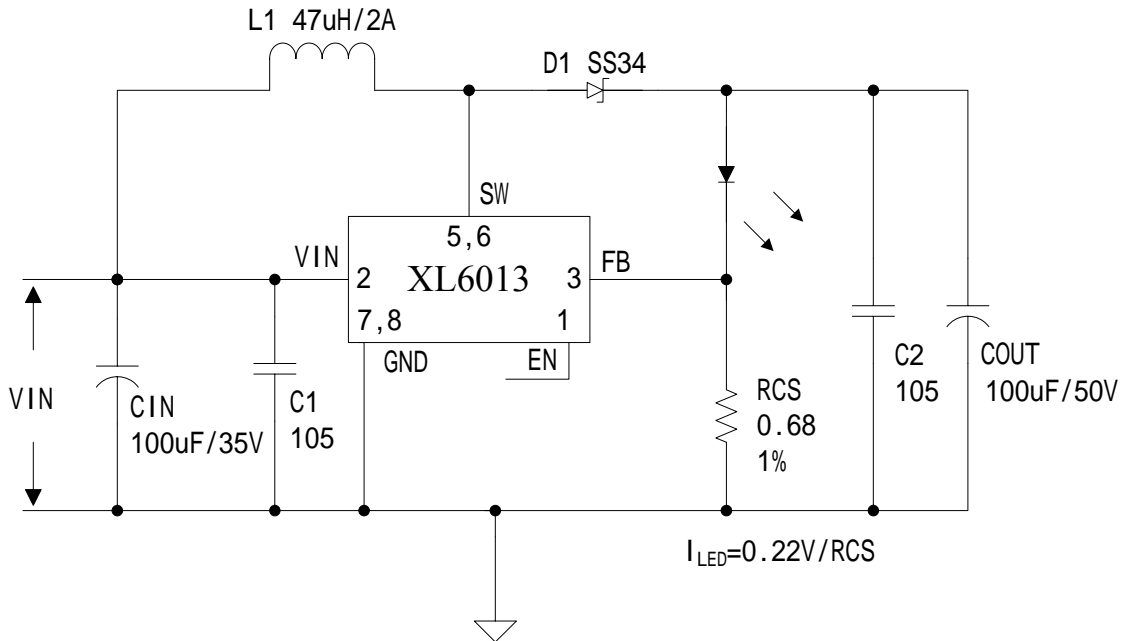 L1 47uH/2A
D1 SS34
SW
5,6
VIN
2
XL6013
3
FB
7,8
1
GND
EN
VIN
CIN
100uF/35V
C1
105
RCS
0.68
1%
C2
105
COUT
100uF/50V
ILED=0.22V/RCS